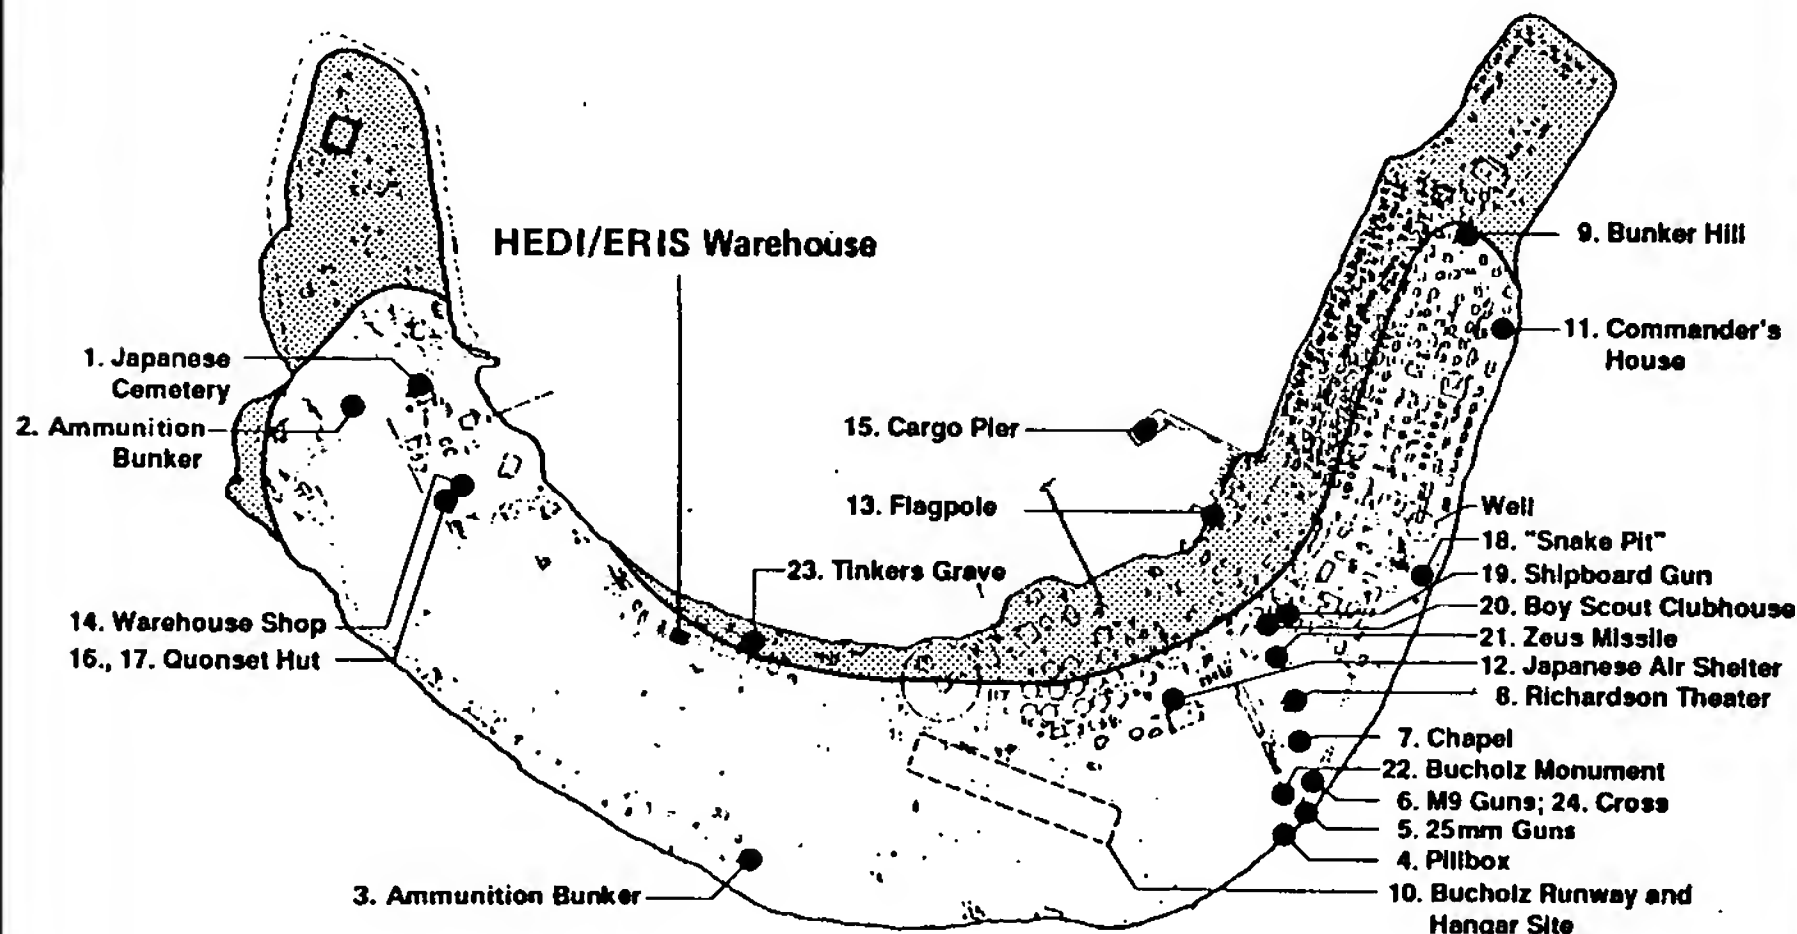 HEDI/ERIS Warehouse
1. Japanese
Cemetery
2. Ammunition
Bunker
14. Warehouse Shop
16., 17. Quonset Hut
3. Ammunition Bunker
23. Tinkers Grave
15. Cargo Pier
13. Flagpole
9. Bunker Hill
11. Commander's
House
Well
18. "Snake Pit"
19. Shipboard Gun
20. Boy Scout Clubhouse
21. Zeus Missile
12. Japanese Air Shelter
8. Richardson Theater
7. Chapel
22. Bucholz Monument
6. M9 Guns; 24. Cross
5. 25mm Guns
4. Pillbox
10. Bucholz Runway and
Hangar Site